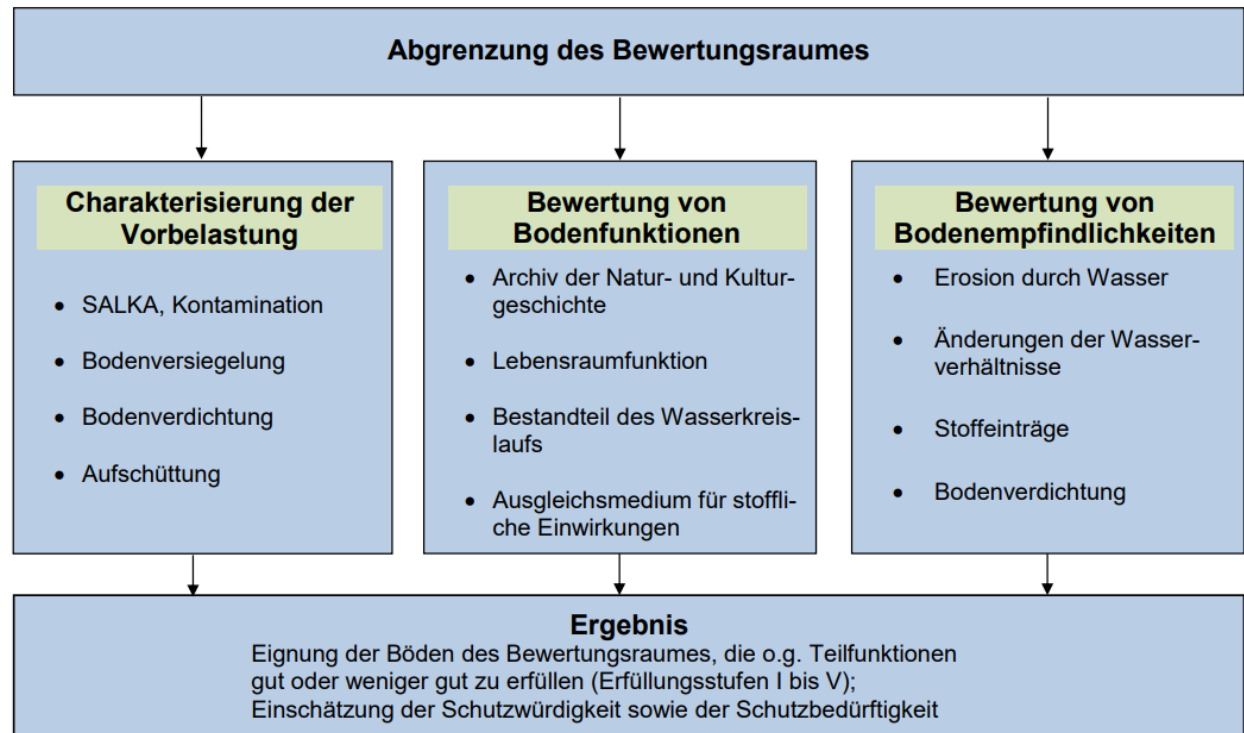 Abgrenzung des Bewertungsraumes
Charakterisierung der
Vorbelastung
• SALKA, Kontamination
• Bodenversiegelung
• Bodenverdichtung
• Aufschüttung
Bewertung von
Bodenfunktionen
• Archiv der Natur- und Kultur-
geschichte
• Lebensraumfunktion
• Bestandteil des Wasserkreis-
laufs
• Ausgleichsmedium für stoffli-
che Einwirkungen
Bewertung von
Bodenempfindlichkeiten
• Erosion durch Wasser
• Änderungen der Wasser-
verhältnisse
• Stoffeinträge
• Bodenverdichtung
Ergebnis
Eignung der Böden des Bewertungsraumes, die o.g. Teilfunktionen
gut oder weniger gut zu erfüllen (Erfüllungsstufen I bis V);
Einschätzung der Schutzwürdigkeit sowie der Schutzbedürftigkeit